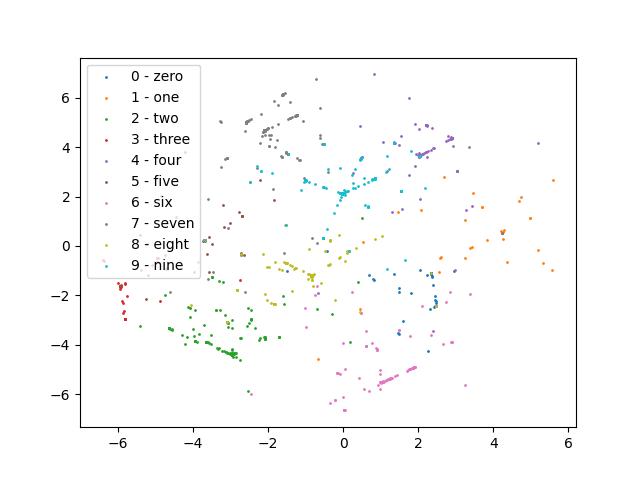 0 - zero
1 - one
2 - two
3 - three
4 - four
5 - five
6 - six
7 - seven
8 - eight
9 - nine
6
4
2
0
−2
−4
−6
−6 −4 −2 0 2 4 6